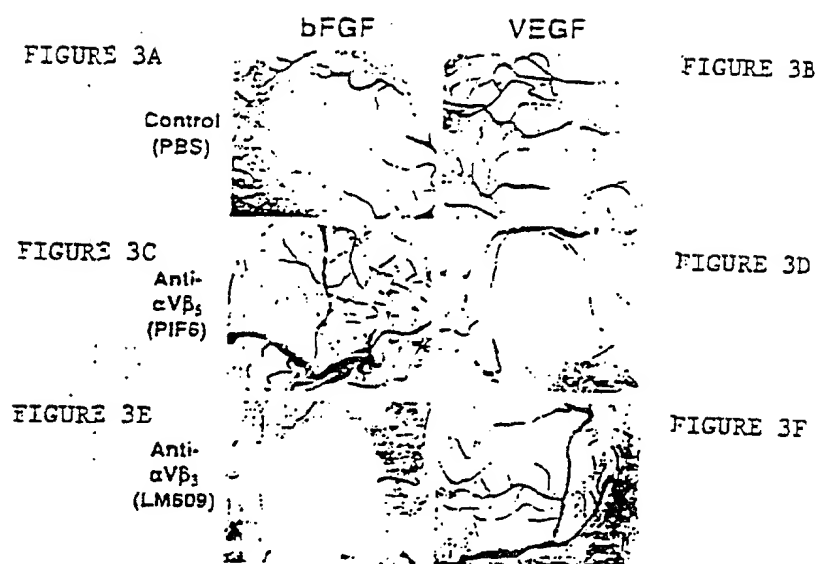 bFGF VEGF
FIGURE 3A
FIGURE 3B
Control
(PBS)
FIGURE 3C
FIGURE 3D
Anti-
αVβ5
(PIF6)
FIGURE 3E
FIGURE 3F
Anti-
αVβ3
(LM609)